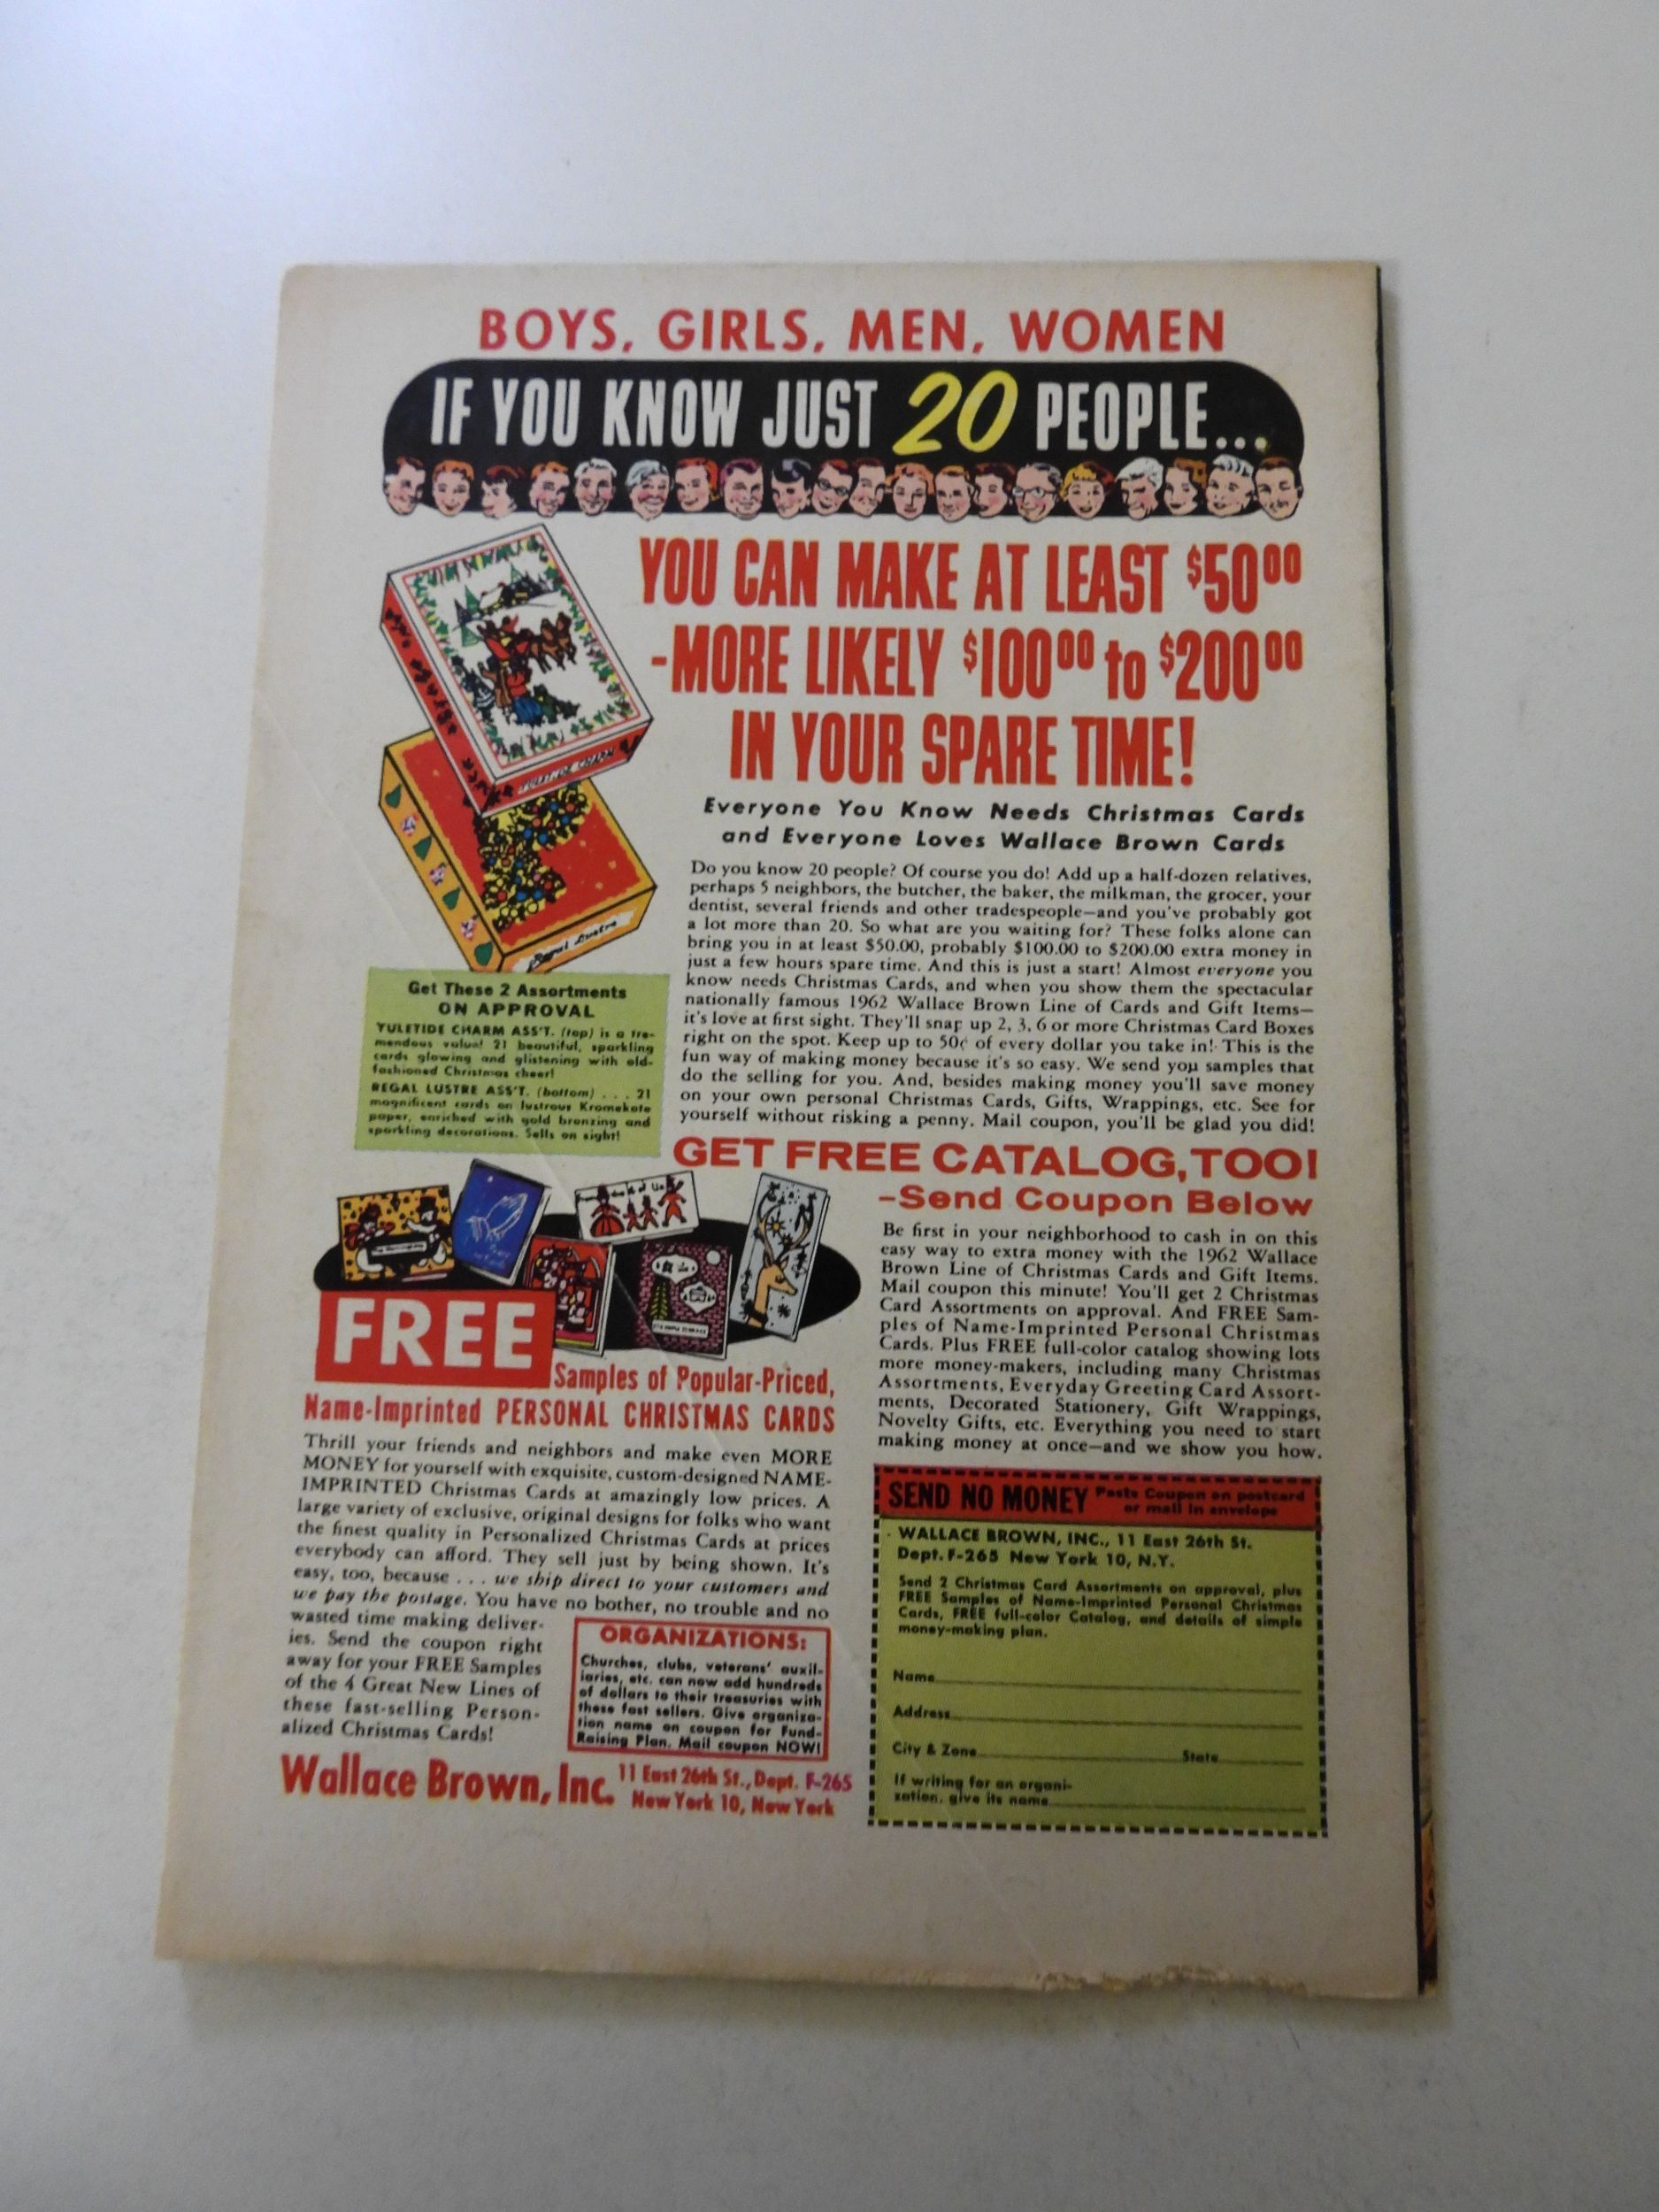 BOYS, GIRLS, MEN, WOMEN
IF YOU KNOW JUST 20 PEOPLE...
YOU CAN MAKE AT LEAST $5000
-MORE LIKELY $10000 to $20000
IN YOUR SPARE TIME!
Everyone You Know Needs Christmas Cards
and Everyone Loves Wallace Brown Cards
Do you know 20 people? Of course you do! Add up a half-dozen relatives,
perhaps 5 neighbors, the butcher, the baker, the milkman, the grocer, your
dentist, several friends and other tradespeople—and you've probably got
a lot more than 20. So what are you waiting for? These folks alone can
bring you in at least $50.00, probably $100.00 to $200.00 extra money in
just a few hours spare time. And this is just a start! Almost everyone you
know needs Christmas Cards, and when you show them the spectacular
nationally famous 1962 Wallace Brown Line of Cards and Gift Items—
it's love at first sight. They'll snap up 2, 3, 6 or more Christmas Card Boxes
right on the spot. Keep up to 50¢ of every dollar you take in! This is the
fun way of making money because it's so easy. We send you samples that
do the selling for you. And, besides making money you'll save money
on your own personal Christmas Cards, Gifts, Wrappings, etc. See for
yourself without risking a penny. Mail coupon, you'll be glad you did!
YULETIDE CHARM
Regal Lustre
Get These 2 Assortments
ON APPROVAL
YULETIDE CHARM ASS'T. (top) is a tre-
mendous value! 21 beautiful, sparkling
cards glowing and glistening with old-
fashioned Christmas cheer!
REGAL LUSTRE ASS'T. (bottom) . . . 21
magnificent cards on lustrous Kromekote
paper, enriched with gold bronzing and
sparkling decorations. Sells on sight!
GET FREE CATALOG, TOO!
—Send Coupon Below
Be first in your neighborhood to cash in on this
easy way to extra money with the 1962 Wallace
Brown Line of Christmas Cards and Gift Items.
Mail coupon this minute! You'll get 2 Christmas
Card Assortments on approval. And FREE Sam-
ples of Name-Imprinted Personal Christmas
Cards. Plus FREE full-color catalog showing lots
more money-makers, including many Christmas
Assortments, Everyday Greeting Card Assort-
ments, Decorated Stationery, Gift Wrappings,
Novelty Gifts, etc. Everything you need to start
making money at once—and we show you how.
FREE
Samples of Popular-Priced,
Name-Imprinted PERSONAL CHRISTMAS CARDS
Thrill your friends and neighbors and make even MORE
MONEY for yourself with exquisite, custom-designed NAME-
IMPRINTED Christmas Cards at amazingly low prices. A
large variety of exclusive, original designs for folks who want
the finest quality in Personalized Christmas Cards at prices
everybody can afford. They sell just by being shown. It's
easy, too, because . . . we ship direct to your customers and
we pay the postage. You have no bother, no trouble and no
wasted time making deliver-
ies. Send the coupon right
away for your FREE Samples
of the 4 Great New Lines of
these fast-selling Person-
alized Christmas Cards!
ORGANIZATIONS:
Churches, clubs, veterans' auxil-
iaries, etc. can now add hundreds
of dollars to their treasuries with
these fast sellers. Give organiza-
tion name on coupon for Fund-
Raising Plan. Mail coupon NOW!
Wallace Brown, Inc. 11 East 26th St., Dept. F-265
New York 10, New York
SEND NO MONEY Paste Coupon on postcard
or mail in envelope
WALLACE BROWN, INC., 11 East 26th St.
Dept. F-265 New York 10, N.Y.
Send 2 Christmas Card Assortments on approval, plus
FREE Samples of Name-Imprinted Personal Christmas
Cards, FREE full-color Catalog, and details of simple
money-making plan.
Name
Address
City & Zone State
If writing for an organi-
zation, give its name